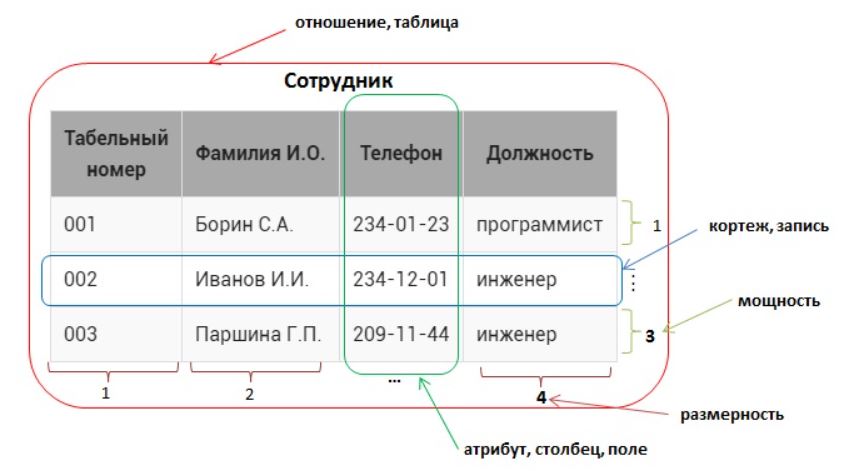 отношение, таблица
Сотрудник
Табельный номер Фамилия И.О. Телефон Должность
001 Борин С.А. 234-01-23 программист 1
кортеж, запись
002 Иванов И.И. 234-12-01 инженер ⋮
мощность
003 Паршина Г.П. 209-11-44 инженер 3
1 2 ... 4
размерность
атрибут, столбец, поле